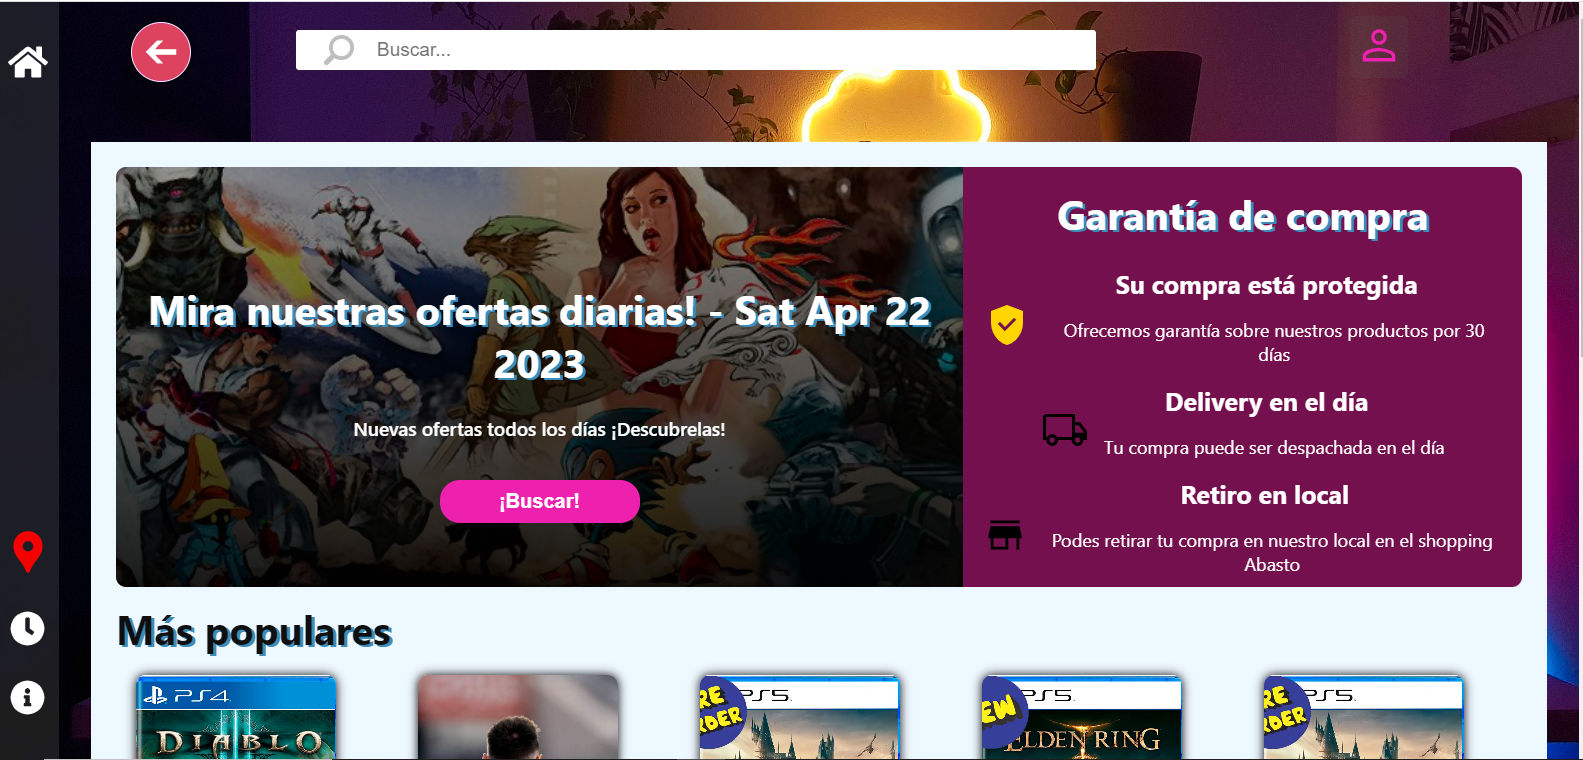 Buscar...
Mira nuestras ofertas diarias! - Sat Apr 22
2023
Nuevas ofertas todos los días ¡Descubrelas!
¡Buscar!
Garantía de compra
Su compra está protegida
Ofrecemos garantía sobre nuestros productos por 30
días
Delivery en el día
Tu compra puede ser despachada en el día
Retiro en local
Podes retirar tu compra en nuestro local en el shopping
Abasto
Más populares
PS4
DIABLO
RE
RDER
PS5
EW
PS5
ELDEN RING
RE
RDER
PS5